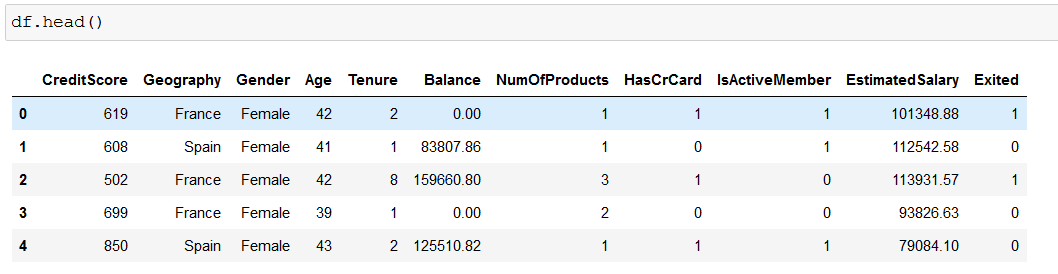 df.head()
CreditScore Geography Gender Age Tenure Balance NumOfProducts HasCrCard IsActiveMember EstimatedSalary Exited
0 619 France Female 42 2 0.00 1 1 1 101348.88 1
1 608 Spain Female 41 1 83807.86 1 0 1 112542.58 0
2 502 France Female 42 8 159660.80 3 1 0 113931.57 1
3 699 France Female 39 1 0.00 2 0 0 93826.63 0
4 850 Spain Female 43 2 125510.82 1 1 1 79084.10 0